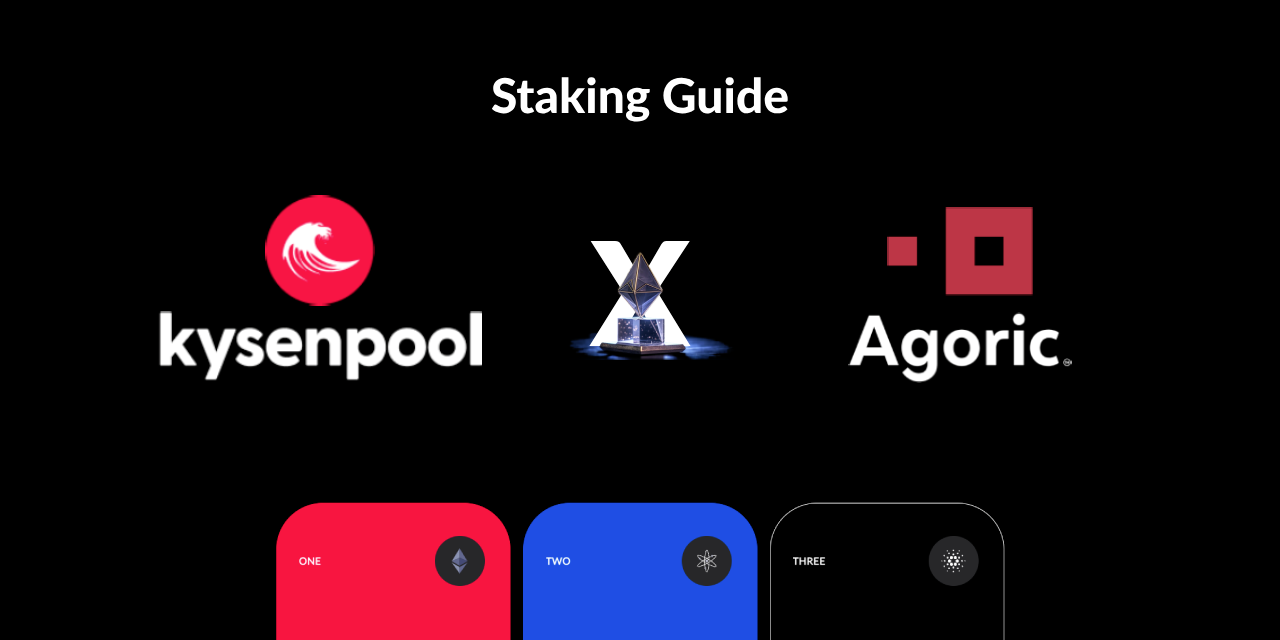 Staking Guide
kysenpool
X
Agoric
ONE
TWO
THREE